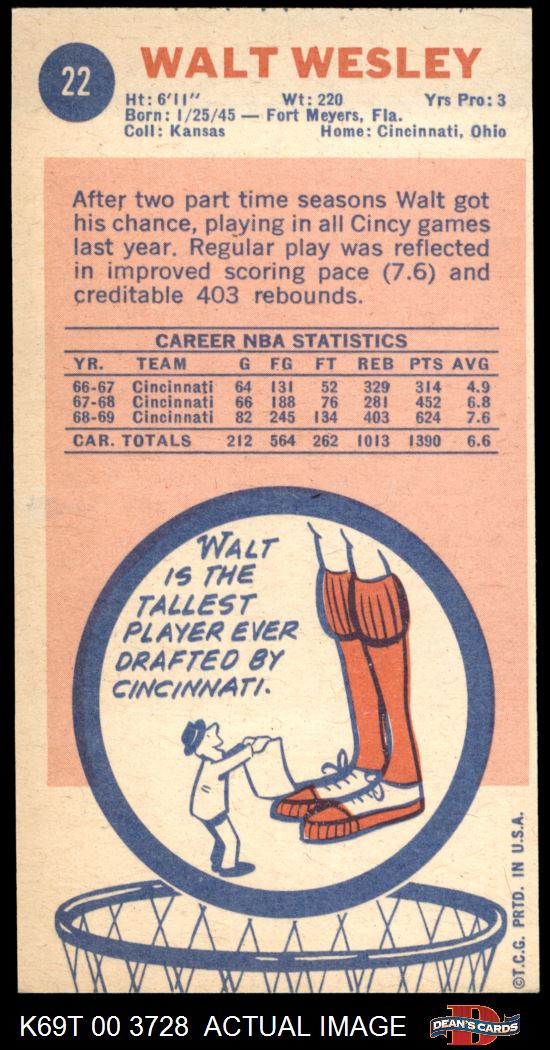 22
WALT WESLEY
Ht: 6'11" Wt: 220 Yrs Pro: 3
Born: 1/25/45 — Fort Meyers, Fla.
Coll: Kansas Home: Cincinnati, Ohio
After two part time seasons Walt got
his chance, playing in all Cincy games
last year. Regular play was reflected
in improved scoring pace (7.6) and
creditable 403 rebounds.
CAREER NBA STATISTICS
YR. TEAM G FG FT REB PTS AVG
66-67 Cincinnati 64 131 52 329 314 4.9
67-68 Cincinnati 66 188 76 281 452 6.8
68-69 Cincinnati 82 245 134 403 624 7.6
CAR. TOTALS 212 564 262 1013 1390 6.6
WALT
IS THE
TALLEST
PLAYER EVER
DRAFTED BY
CINCINNATI.
©T.C.G. PRTD. IN U.S.A.
K69T 00 3728 ACTUAL IMAGE
D
DEAN'S CARDS